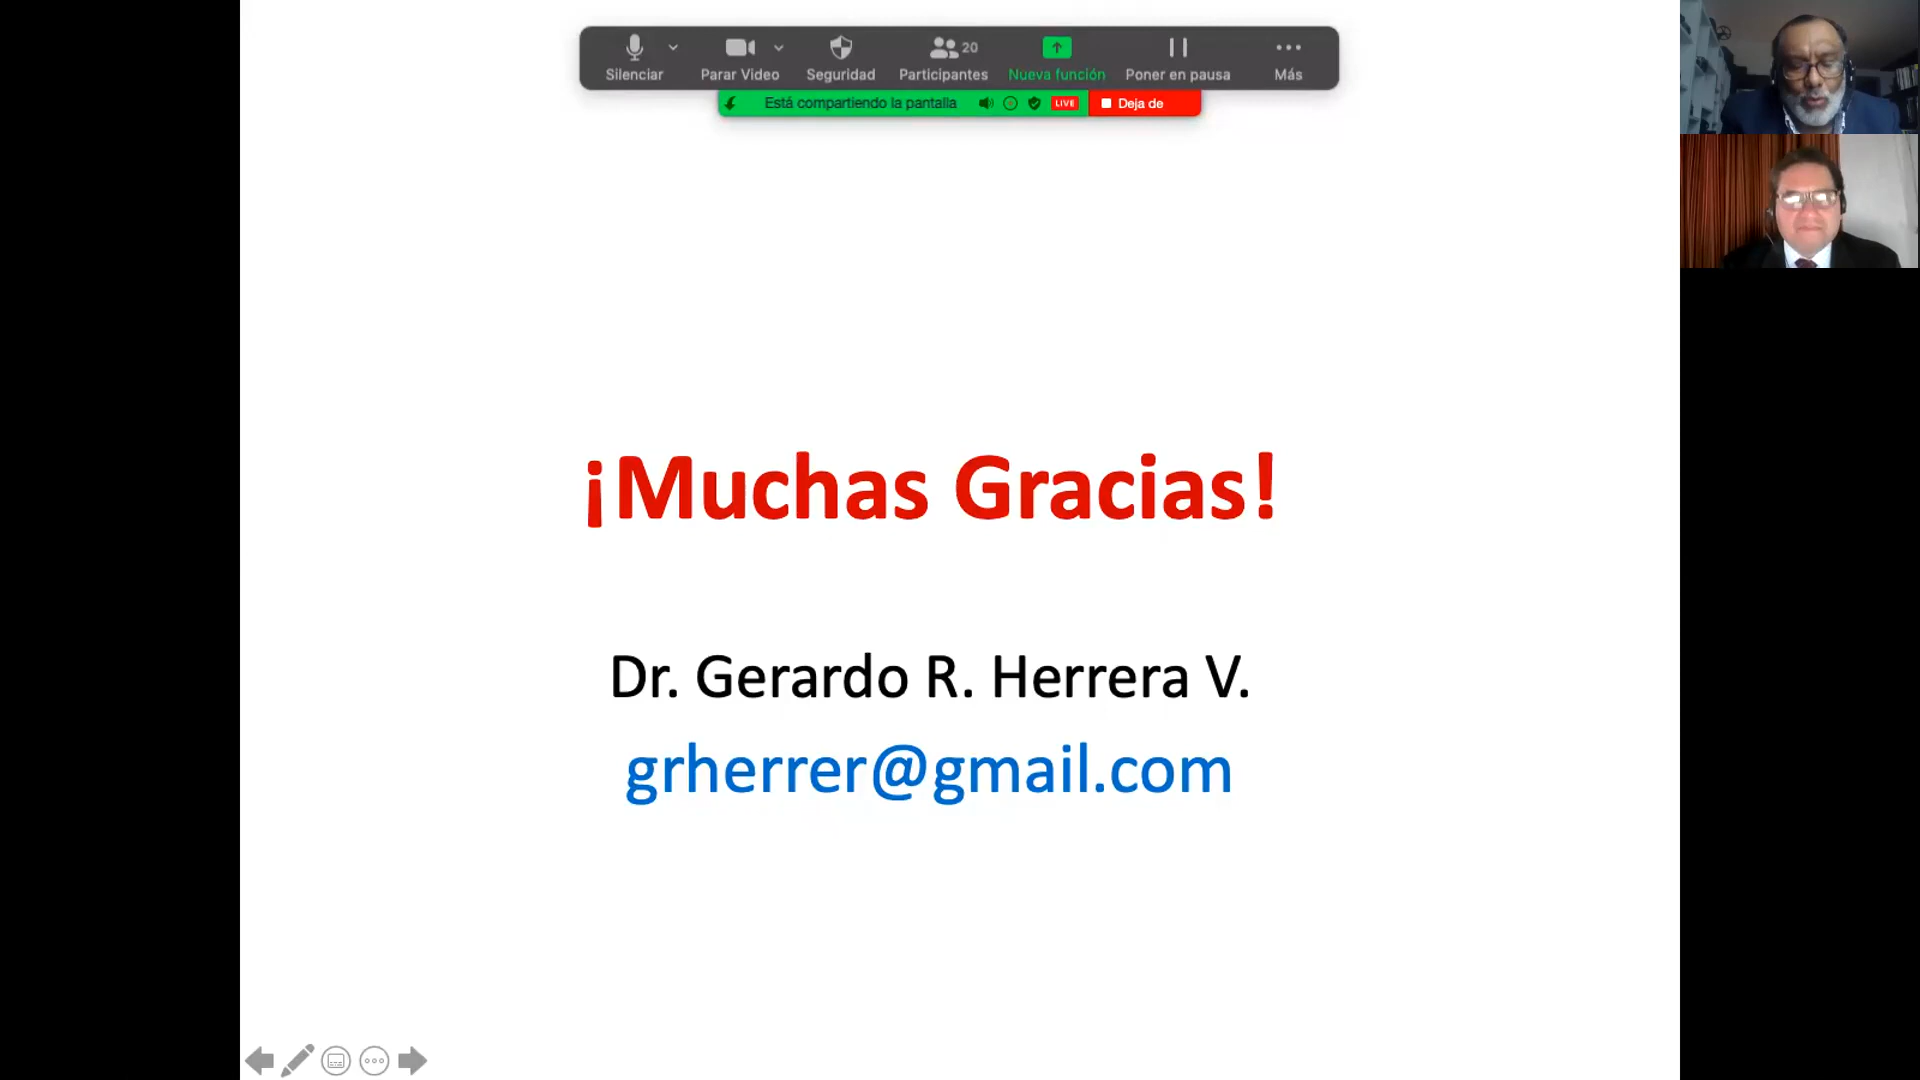 20
Silenciar Parar Video Seguridad Participantes Nueva función Poner en pausa Más
Está compartiendo la pantalla LIVE Deja de
¡Muchas Gracias!
Dr. Gerardo R. Herrera V.
grherrer@gmail.com